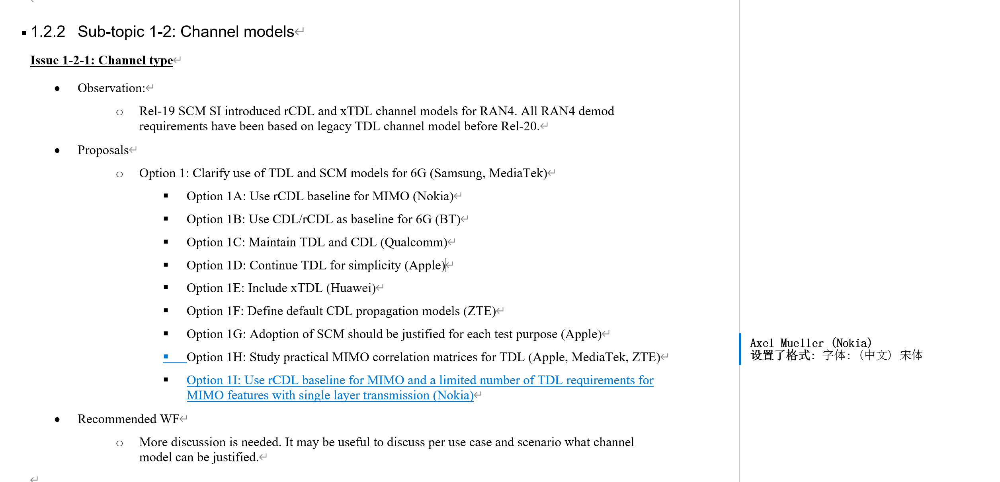 1.2.2 Sub-topic 1-2: Channel models
Issue 1-2-1: Channel type
Observation:
Rel-19 SCM SI introduced rCDL and xTDL channel models for RAN4. All RAN4 demod
requirements have been based on legacy TDL channel model before Rel-20.
Proposals
Option 1: Clarify use of TDL and SCM models for 6G (Samsung, MediaTek)
Option 1A: Use rCDL baseline for MIMO (Nokia)
Option 1B: Use CDL/rCDL as baseline for 6G (BT)
Option 1C: Maintain TDL and CDL (Qualcomm)
Option 1D: Continue TDL for simplicity (Apple)
Option 1E: Include xTDL (Huawei)
Option 1F: Define default CDL propagation models (ZTE)
Option 1G: Adoption of SCM should be justified for each test purpose (Apple)
Option 1H: Study practical MIMO correlation matrices for TDL (Apple, MediaTek, ZTE)
Option 1I: Use rCDL baseline for MIMO and a limited number of TDL requirements for
MIMO features with single layer transmission (Nokia)
Recommended WF
More discussion is needed. It may be useful to discuss per use case and scenario what channel
model can be justified.
Axel Mueller (Nokia)
设置了格式: 字体: (中文) 宋体